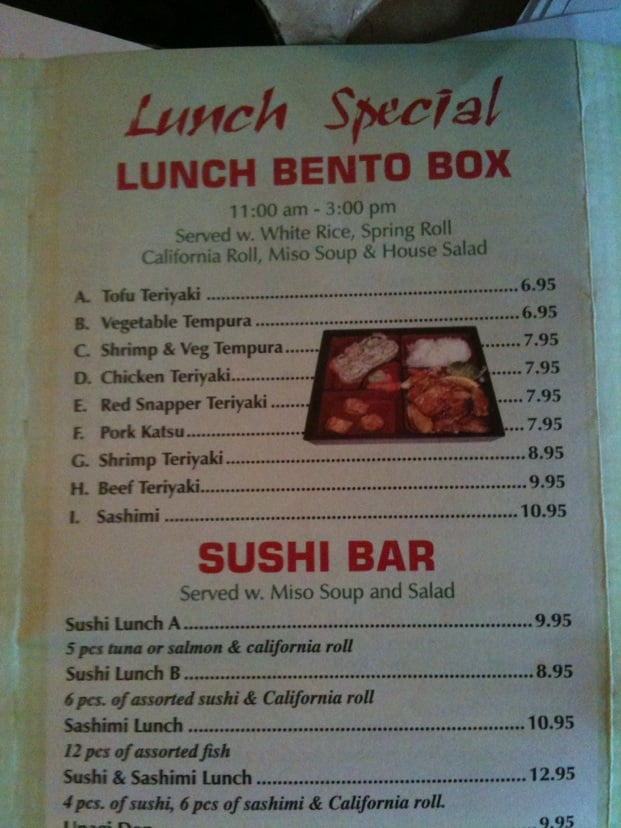 Lunch Special
LUNCH BENTO BOX
11:00 am - 3:00 pm
Served w. White Rice, Spring Roll
California Roll, Miso Soup & House Salad
A. Tofu Teriyaki ........ 6.95
B. Vegetable Tempura ........ 6.95
C. Shrimp & Veg Tempura ........ 7.95
D. Chicken Teriyaki ........ 7.95
E. Red Snapper Teriyaki ........ 7.95
F. Pork Katsu ........ 7.95
G. Shrimp Teriyaki ........ 8.95
H. Beef Teriyaki ........ 9.95
I. Sashimi ........ 10.95
SUSHI BAR
Served w. Miso Soup and Salad
Sushi Lunch A ........ 9.95
5 pcs tuna or salmon & california roll
Sushi Lunch B ........ 8.95
6 pcs. of assorted sushi & California roll
Sashimi Lunch ........ 10.95
12 pcs of assorted fish
Sushi & Sashimi Lunch ........ 12.95
4 pcs. of sushi, 6 pcs of sashimi & California roll.
Unagi Don ........ 9.95